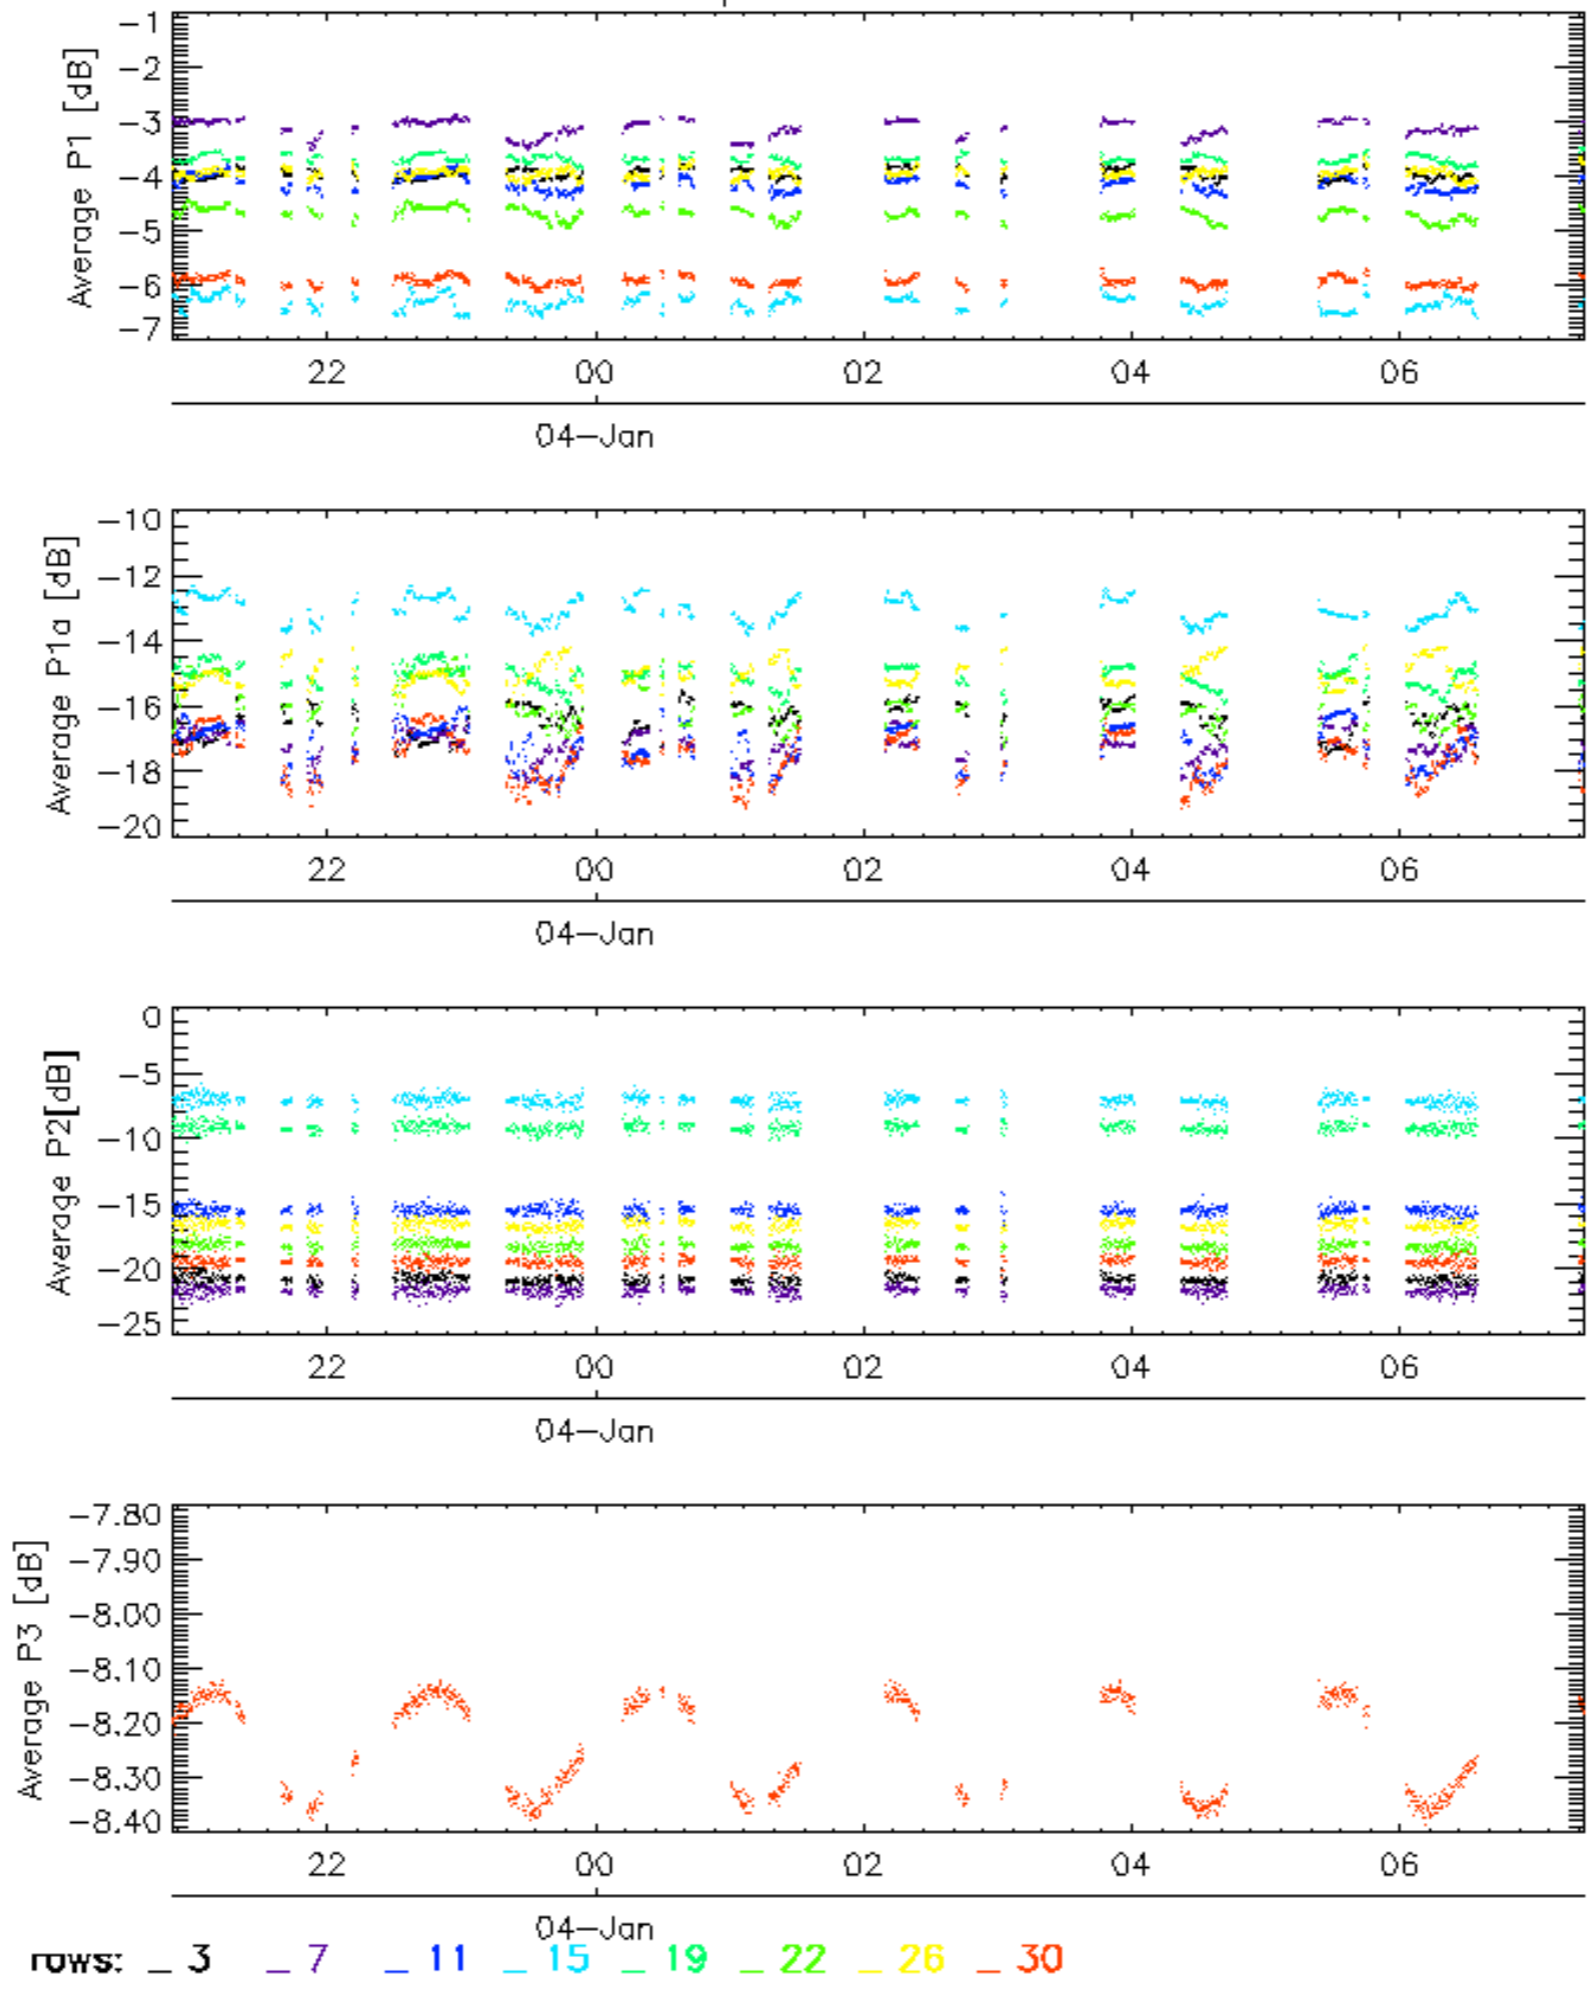 Average P1 [dB]
-1
-2
-3
-4
-5
-6
-7
22 00 02 04 06
04-Jan
Average P1a [dB]
-10
-12
-14
-16
-18
-20
22 00 02 04 06
04-Jan
Average P2[dB]
0
-5
-10
-15
-20
-25
22 00 02 04 06
04-Jan
Average P3 [dB]
-7.80
-7.90
-8.00
-8.10
-8.20
-8.30
-8.40
22 00 02 04 06
04-Jan
rows: _ 3 _ 7 _ 11 _ 15 _ 19 _ 22 _ 26 _ 30